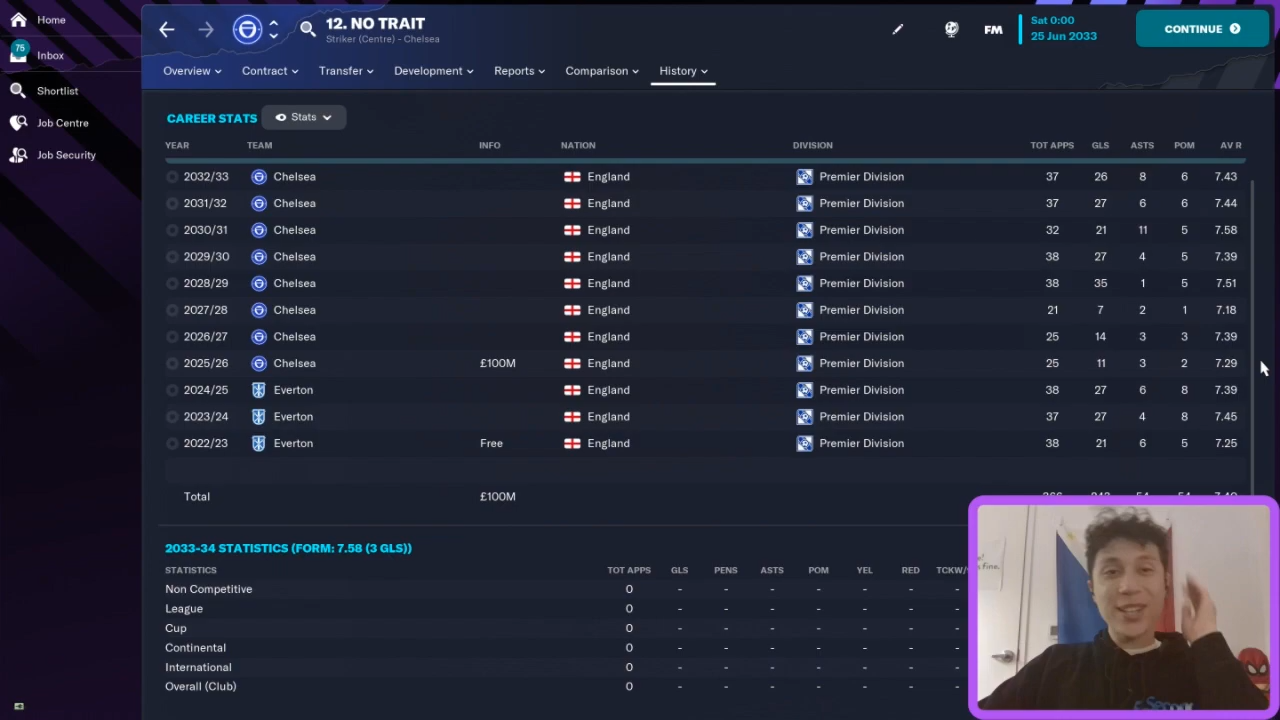 Home
12. NO TRAIT
Striker (Centre) - Chelsea
FM
Sat 0:00
25 Jun 2033
CONTINUE
75
Inbox
Shortlist
Job Centre
Job Security
Overview Contract Transfer Development Reports Comparison History
CAREER STATS Stats
YEAR TEAM INFO NATION DIVISION TOT APPS GLS ASTS POM AV R
2032/33 Chelsea England Premier Division 37 26 8 6 7.43
2031/32 Chelsea England Premier Division 37 27 6 6 7.44
2030/31 Chelsea England Premier Division 32 21 11 5 7.58
2029/30 Chelsea England Premier Division 38 27 4 5 7.39
2028/29 Chelsea England Premier Division 38 35 1 5 7.51
2027/28 Chelsea England Premier Division 21 7 2 1 7.18
2026/27 Chelsea England Premier Division 25 14 3 3 7.39
2025/26 Chelsea £100M England Premier Division 25 11 3 2 7.29
2024/25 Everton England Premier Division 38 27 6 8 7.39
2023/24 Everton England Premier Division 37 27 4 8 7.45
2022/23 Everton Free England Premier Division 38 21 6 5 7.25
Total £100M
2033-34 STATISTICS (FORM: 7.58 (3 GLS))
STATISTICS TOT APPS GLS PENS ASTS POM YEL RED
Non Competitive 0 - - - - - - -
League 0 - - - - - - -
Cup 0 - - - - - - -
Continental 0 - - - - - - -
International 0 - - - - - - -
Overall (Club) 0 - - - - - - -